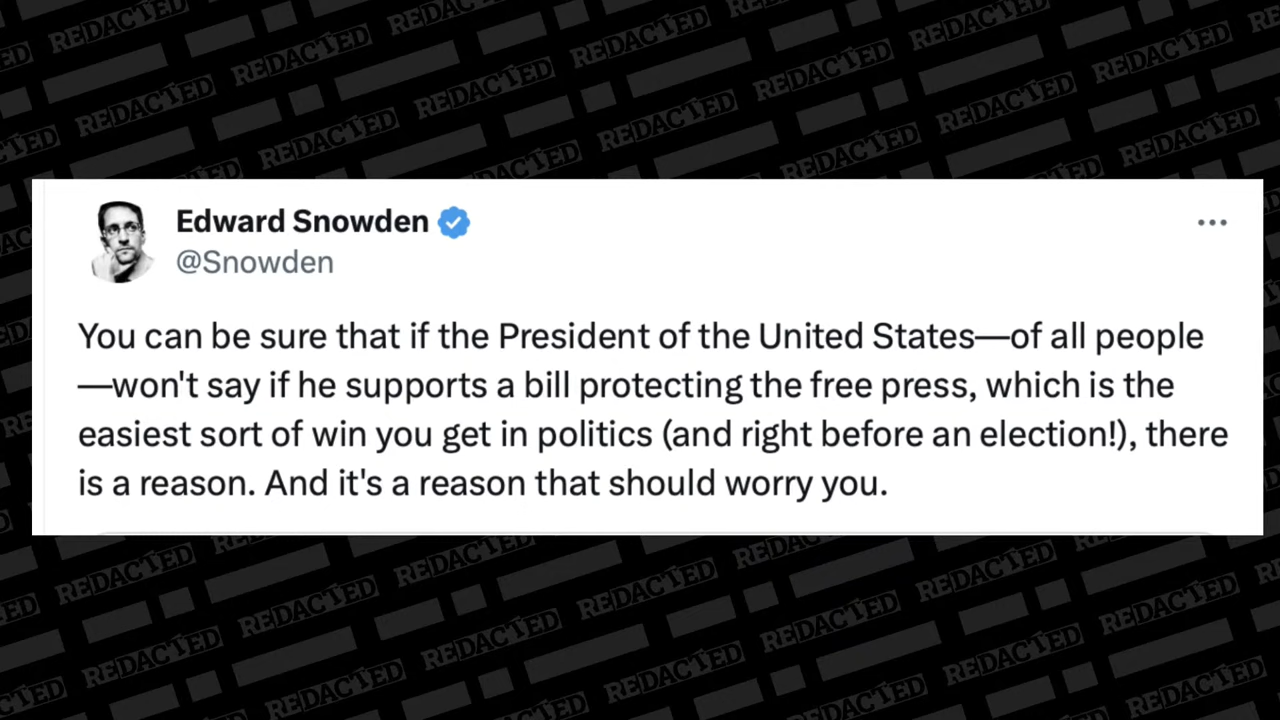 Edward Snowden
@Snowden
You can be sure that if the President of the United States—of all people
—won't say if he supports a bill protecting the free press, which is the
easiest sort of win you get in politics (and right before an election!), there
is a reason. And it's a reason that should worry you.
REDACTED